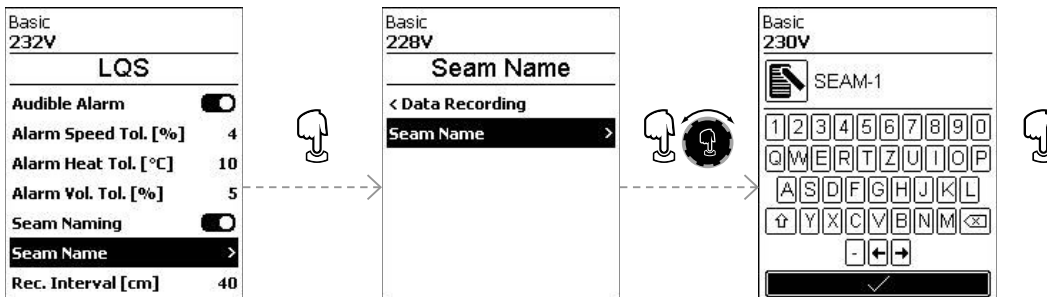 Basic
232V
LQS
Audible Alarm
Alarm Speed Tol. [%] 4
Alarm Heat Tol. [°C] 10
Alarm Vol. Tol. [%] 5
Seam Naming
Seam Name >
Rec. Interval [cm] 40
Basic
228V
Seam Name
< Data Recording
Seam Name >
Basic
230V
SEAM-1
1 2 3 4 5 6 7 8 9 0
Q W E R T Z U I O P
A S D F G H J K L
⇧ Y X C V B N M ⌫
- ← →
✓